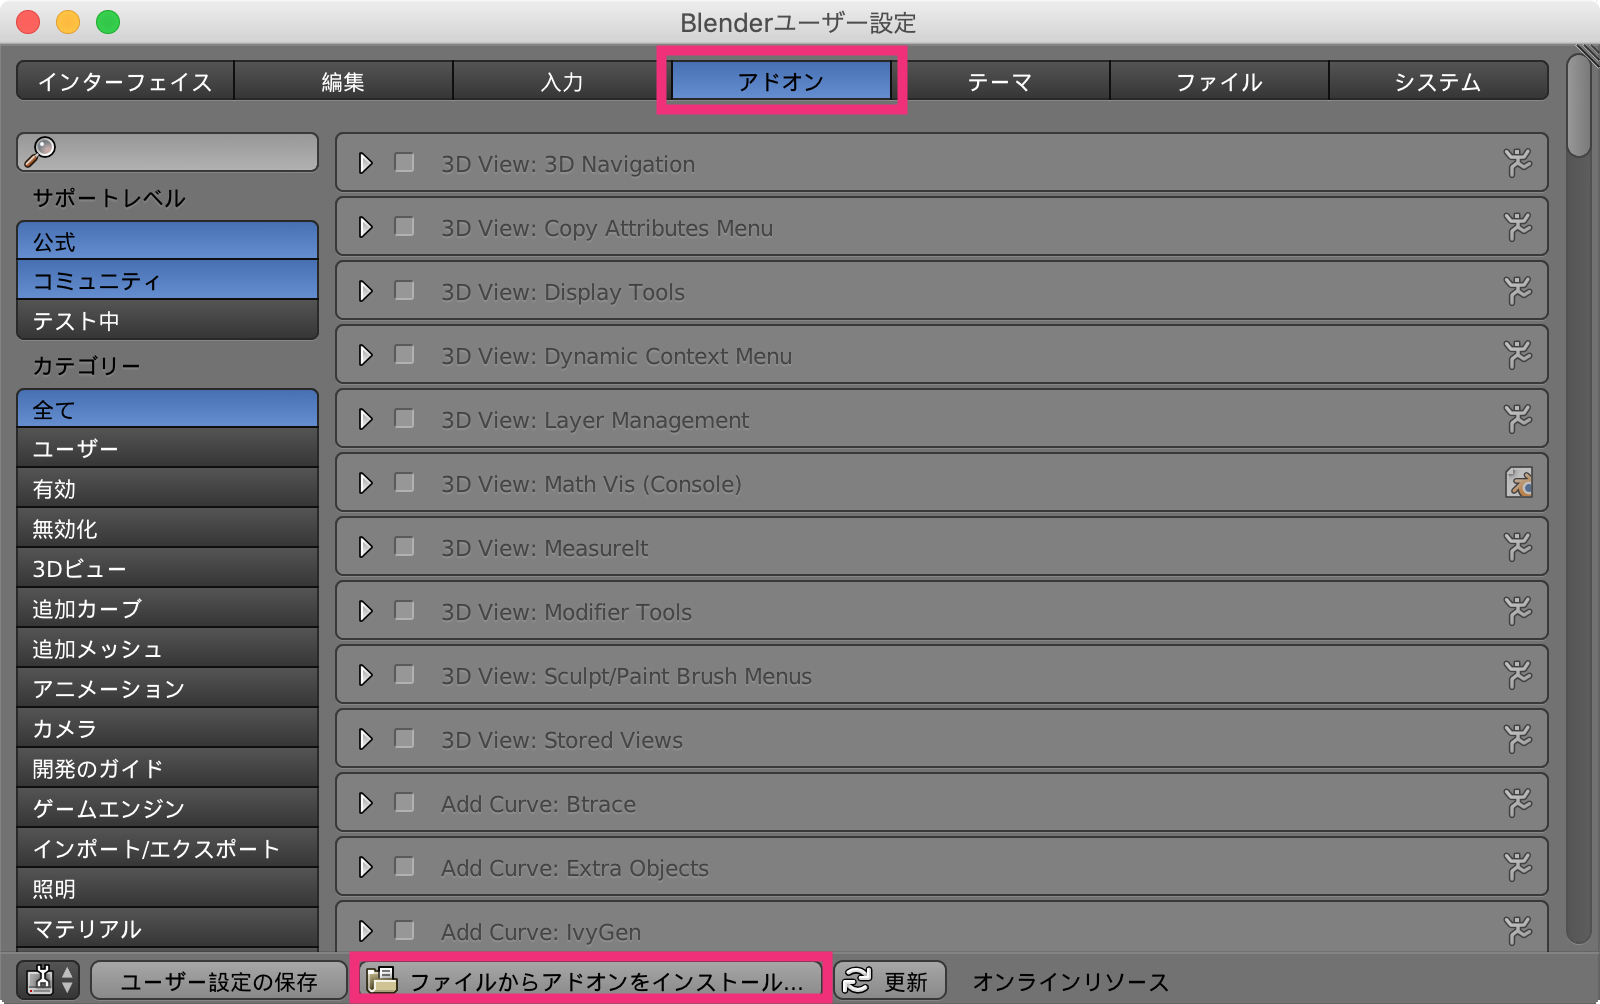 Blenderユーザー設定
インターフェイス 編集 入力 アドオン テーマ ファイル システム
サポートレベル
公式
コミュニティ
テスト中
カテゴリー
全て
ユーザー
有効
無効化
3Dビュー
追加カーブ
追加メッシュ
アニメーション
カメラ
開発のガイド
ゲームエンジン
インポート/エクスポート
照明
マテリアル
3D View: 3D Navigation
3D View: Copy Attributes Menu
3D View: Display Tools
3D View: Dynamic Context Menu
3D View: Layer Management
3D View: Math Vis (Console)
3D View: MeasureIt
3D View: Modifier Tools
3D View: Sculpt/Paint Brush Menus
3D View: Stored Views
Add Curve: Btrace
Add Curve: Extra Objects
Add Curve: IvyGen
ユーザー設定の保存 ファイルからアドオンをインストール... 更新 オンラインリソース